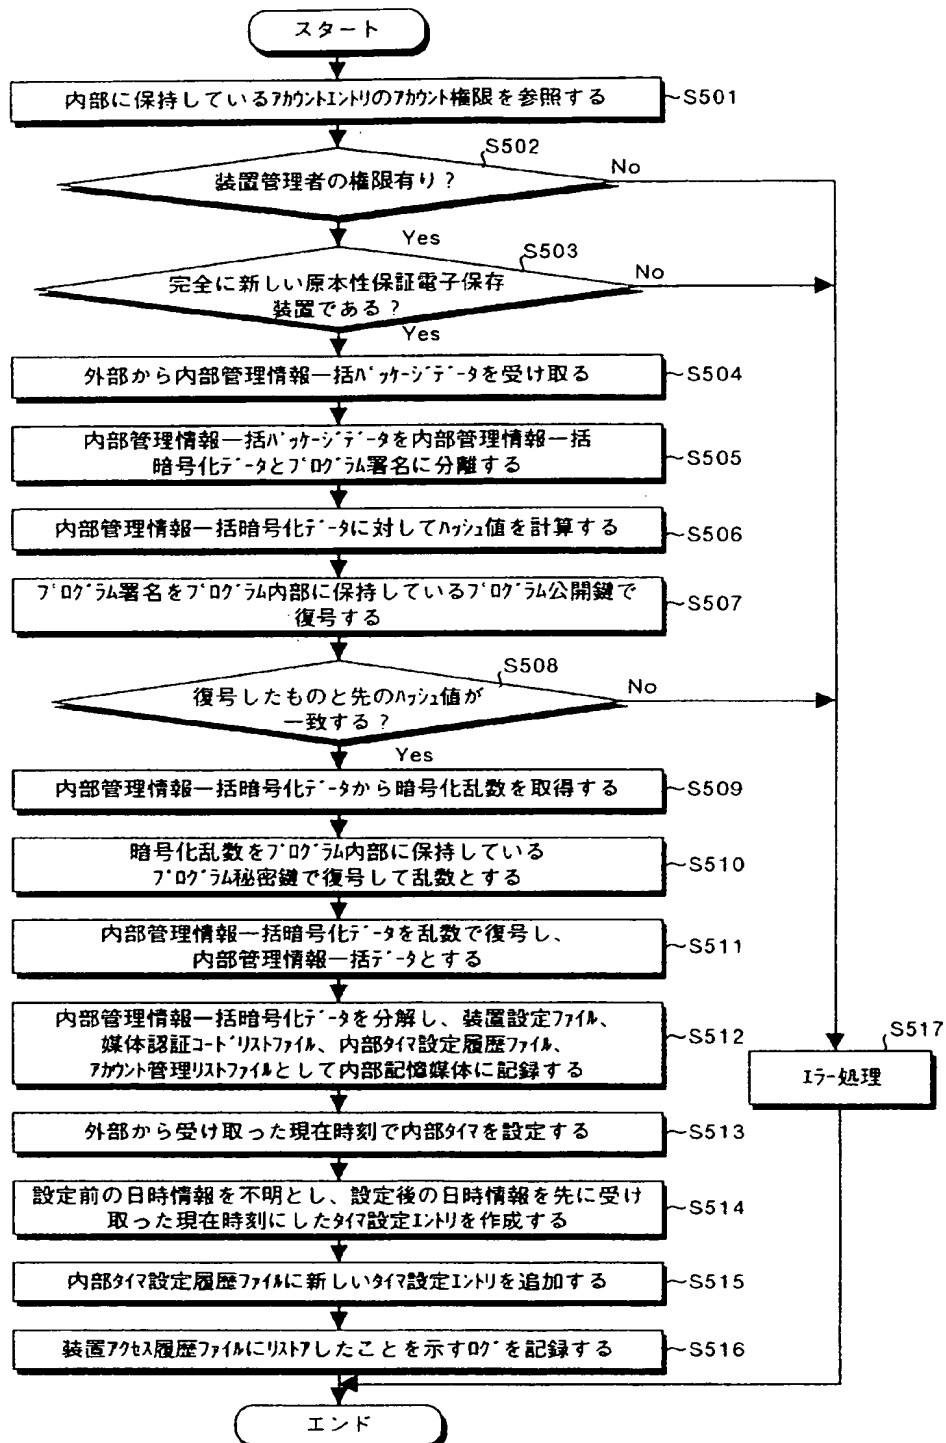 スタート
内部に保持しているアカウントエントリのアカウント権限を参照する
S501
S502
装置管理者の権限有り？
No
Yes
S503
完全に新しい原本性保証電子保存
装置である？
No
Yes
外部から内部管理情報一括パッケージデータを受け取る
S504
内部管理情報一括パッケージデータを内部管理情報一括
暗号化データとプログラム署名に分離する
S505
内部管理情報一括暗号化データに対してハッシュ値を計算する
S506
プログラム署名をプログラム内部に保持しているプログラム公開鍵で
復号する
S507
S508
復号したものと先のハッシュ値が
一致する？
No
Yes
内部管理情報一括暗号化データから暗号化乱数を取得する
S509
暗号化乱数をプログラム内部に保持している
プログラム秘密鍵で復号して乱数とする
S510
内部管理情報一括暗号化データを乱数で復号し、
内部管理情報一括データとする
S511
内部管理情報一括暗号化データを分解し、装置設定ファイル、
媒体認証コードリストファイル、内部タイマ設定履歴ファイル、
アカウント管理リストファイルとして内部記憶媒体に記録する
S512
S517
エラー処理
外部から受け取った現在時刻で内部タイマを設定する
S513
設定前の日時情報を不明とし、設定後の日時情報を先に受け
取った現在時刻にしたタイマ設定エントリを作成する
S514
内部タイマ設定履歴ファイルに新しいタイマ設定エントリを追加する
S515
装置アクセス履歴ファイルにリストアしたことを示すログを記録する
S516
エンド